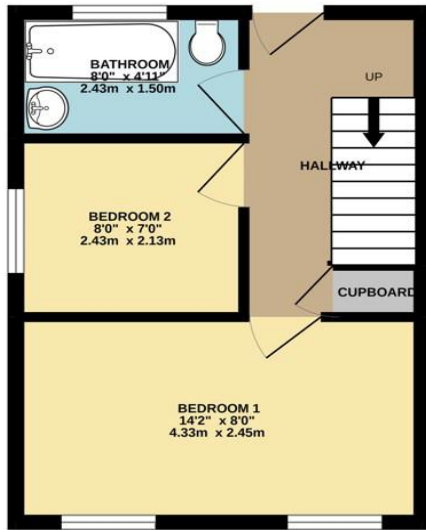 BATHROOM
8'0" x 4'11"
2.43m x 1.50m
UP
HALLWAY
BEDROOM 2
8'0" x 7'0"
2.43m x 2.13m
CUPBOARD
BEDROOM 1
14'2" x 8'0"
4.33m x 2.45m